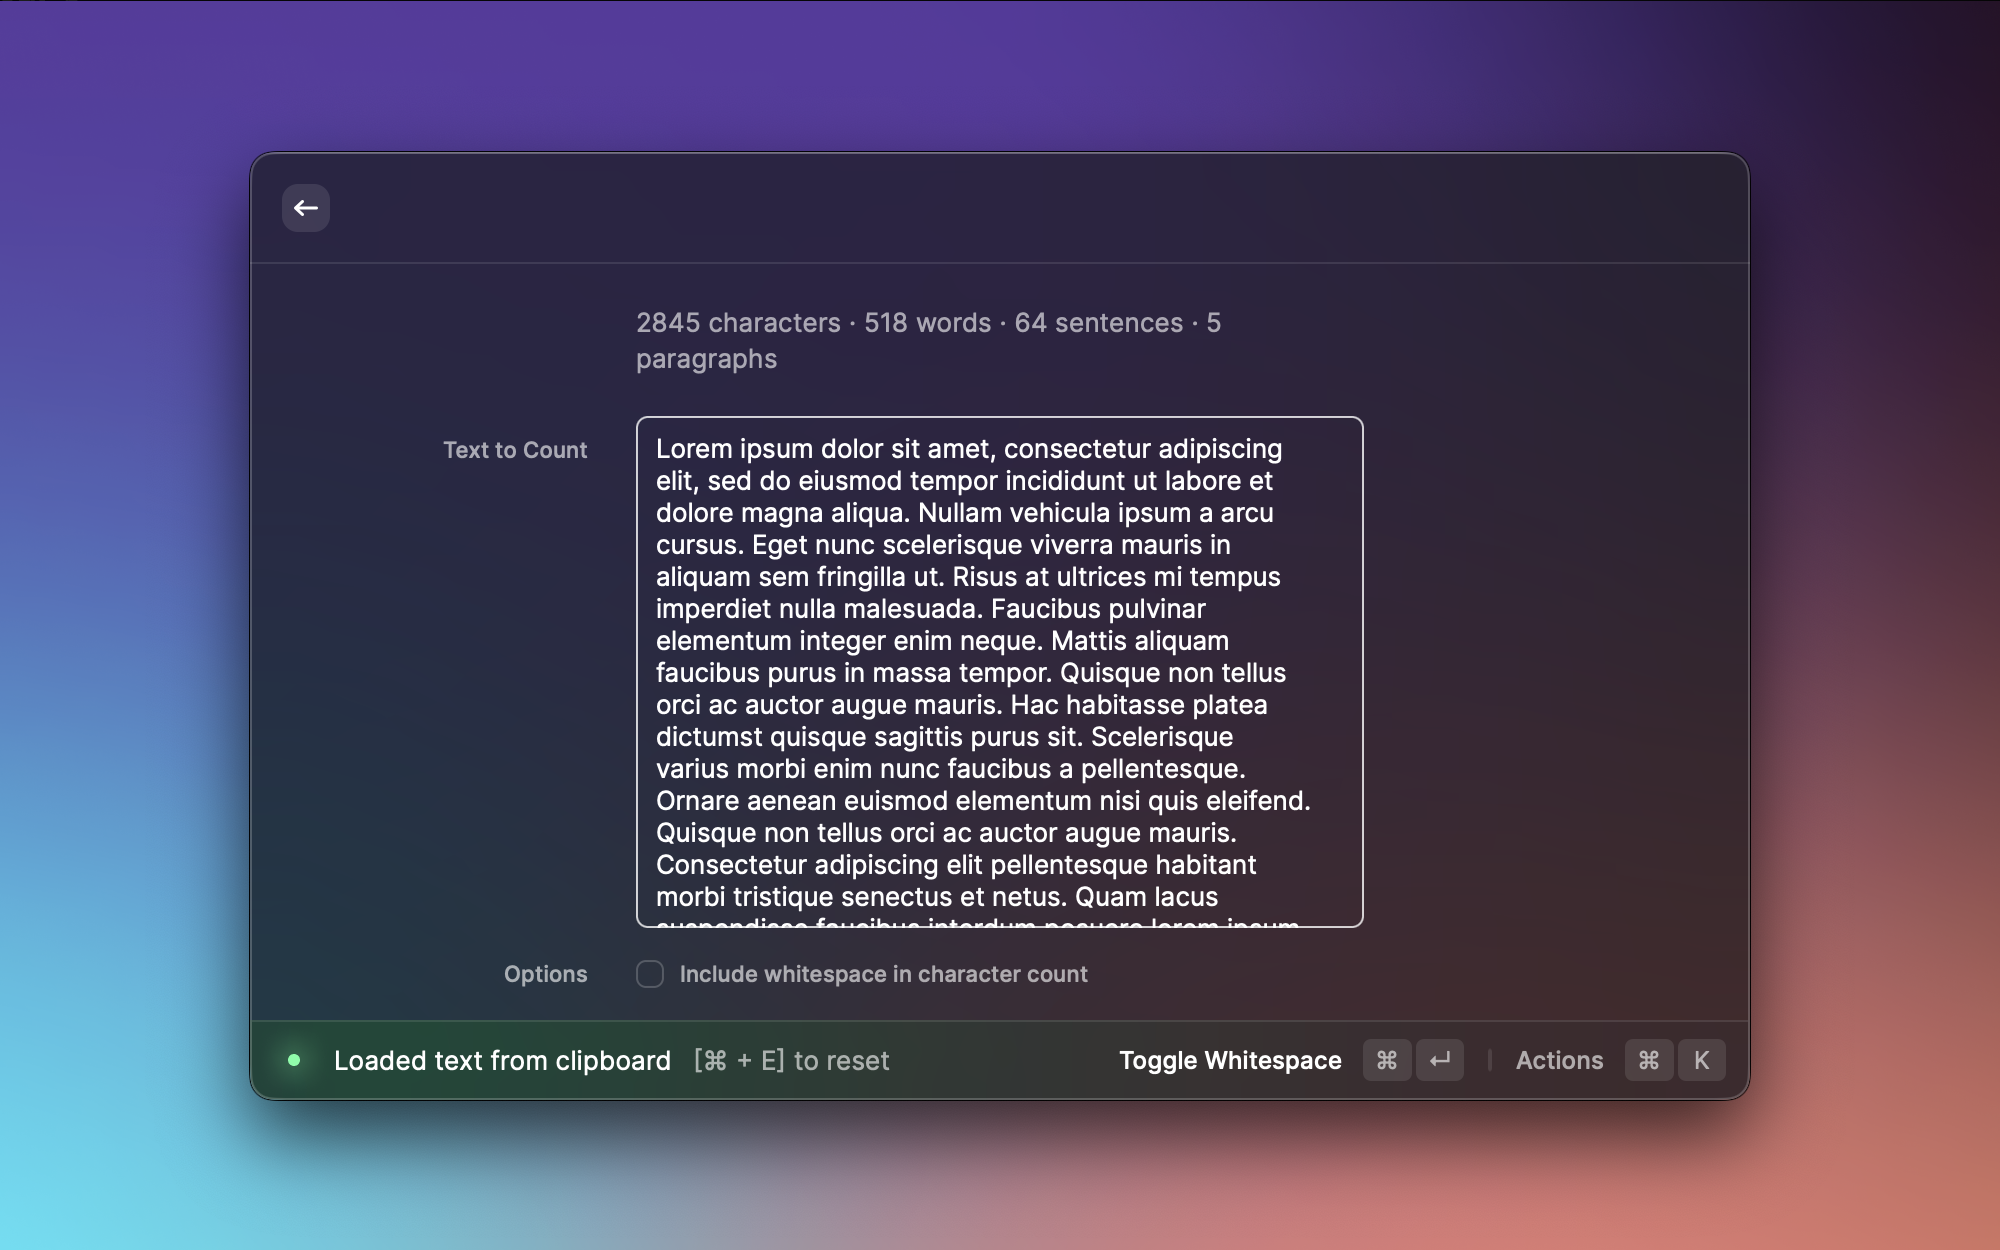 2845 characters · 518 words · 64 sentences · 5
paragraphs
Text to Count
Lorem ipsum dolor sit amet, consectetur adipiscing
elit, sed do eiusmod tempor incididunt ut labore et
dolore magna aliqua. Nullam vehicula ipsum a arcu
cursus. Eget nunc scelerisque viverra mauris in
aliquam sem fringilla ut. Risus at ultrices mi tempus
imperdiet nulla malesuada. Faucibus pulvinar
elementum integer enim neque. Mattis aliquam
faucibus purus in massa tempor. Quisque non tellus
orci ac auctor augue mauris. Hac habitasse platea
dictumst quisque sagittis purus sit. Scelerisque
varius morbi enim nunc faucibus a pellentesque.
Ornare aenean euismod elementum nisi quis eleifend.
Quisque non tellus orci ac auctor augue mauris.
Consectetur adipiscing elit pellentesque habitant
morbi tristique senectus et netus. Quam lacus
suspendisse faucibus interdum posuere lorem ipsum
Options Include whitespace in character count
Loaded text from clipboard [⌘ + E] to reset Toggle Whitespace ⌘ ↵ Actions ⌘ K